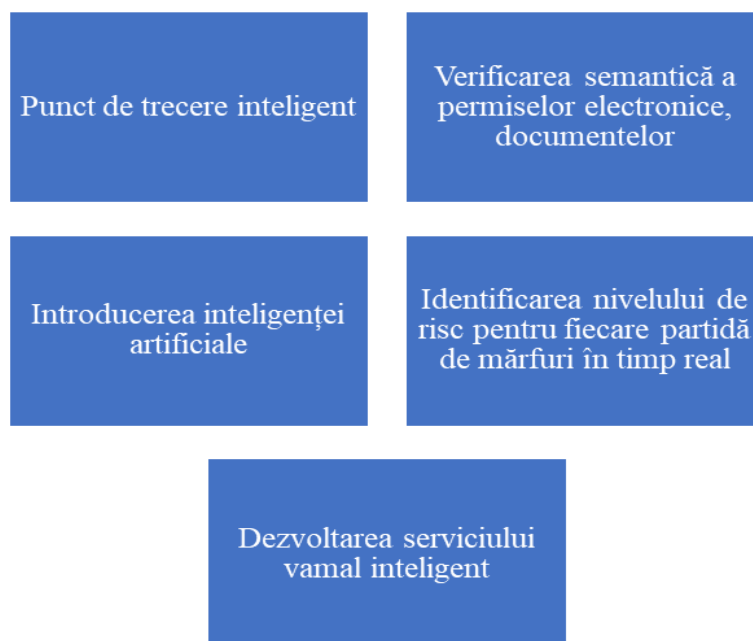 Punct de trecere inteligent
Verificarea semantică a
permiselor electronice,
documentelor
Introducerea inteligenței
artificiale
Identificarea nivelului de
risc pentru fiecare partidă
de mărfuri în timp real
Dezvoltarea serviciului
vamal inteligent